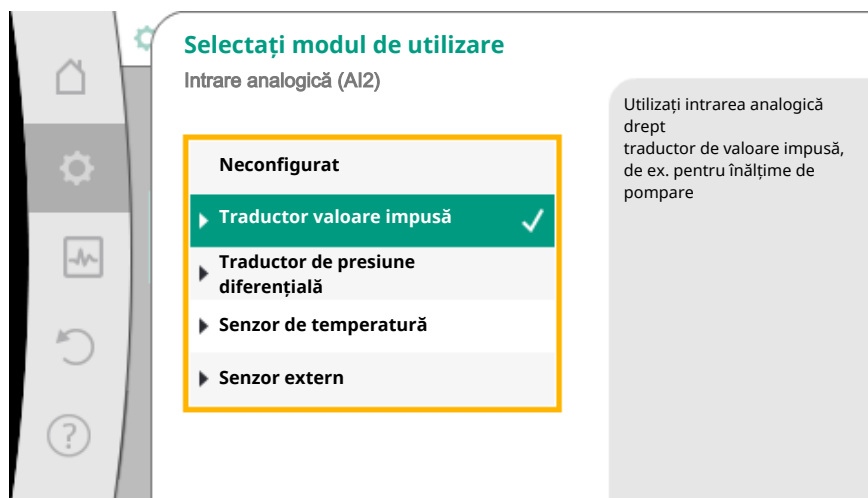 Selectați modul de utilizare
Intrare analogică (AI2)
Neconfigurat
Traductor valoare impusă
Traductor de presiune
diferențială
Senzor de temperatură
Senzor extern
Utilizați intrarea analogică
drept
traductor de valoare impusă,
de ex. pentru înălțime de
pompare